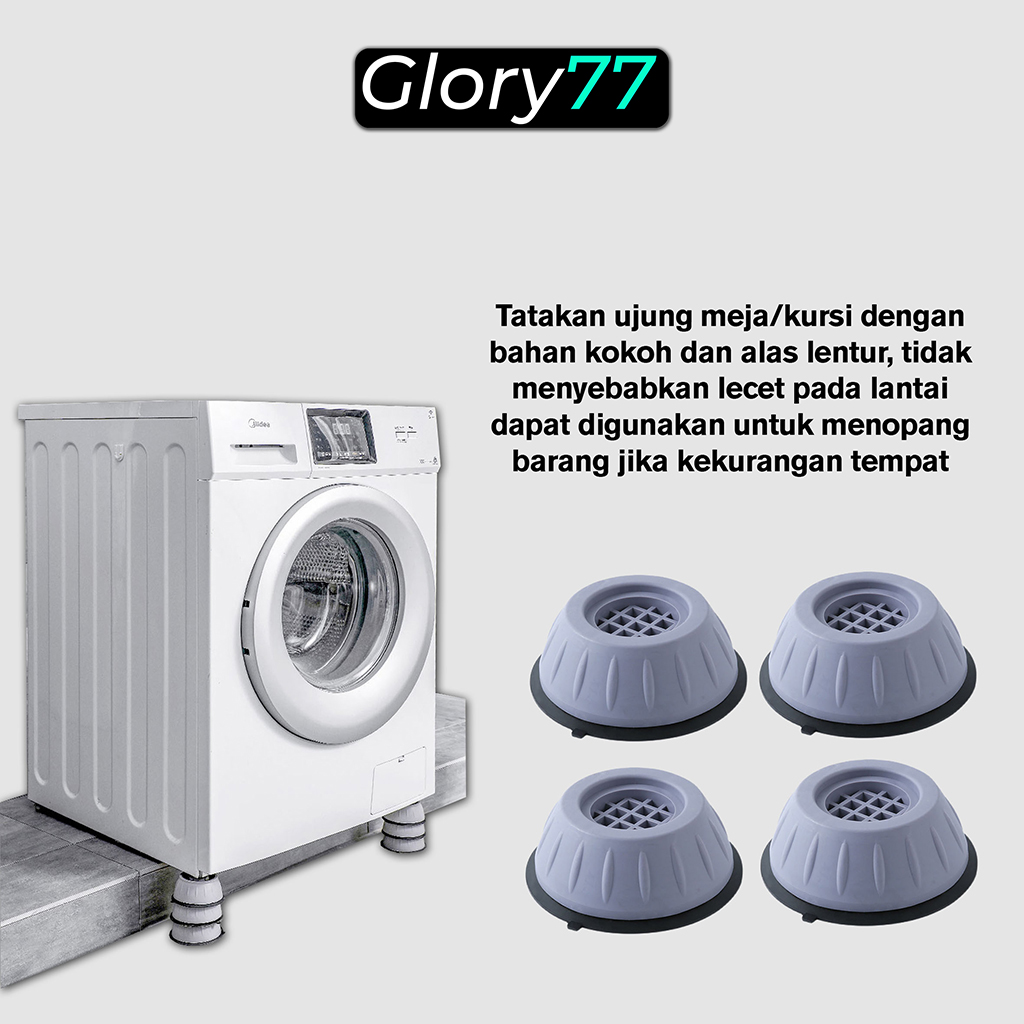 Glory77
Tatakan ujung meja/kursi dengan
bahan kokoh dan alas lentur, tidak
menyebabkan lecet pada lantai
dapat digunakan untuk menopang
barang jika kekurangan tempat
Midea